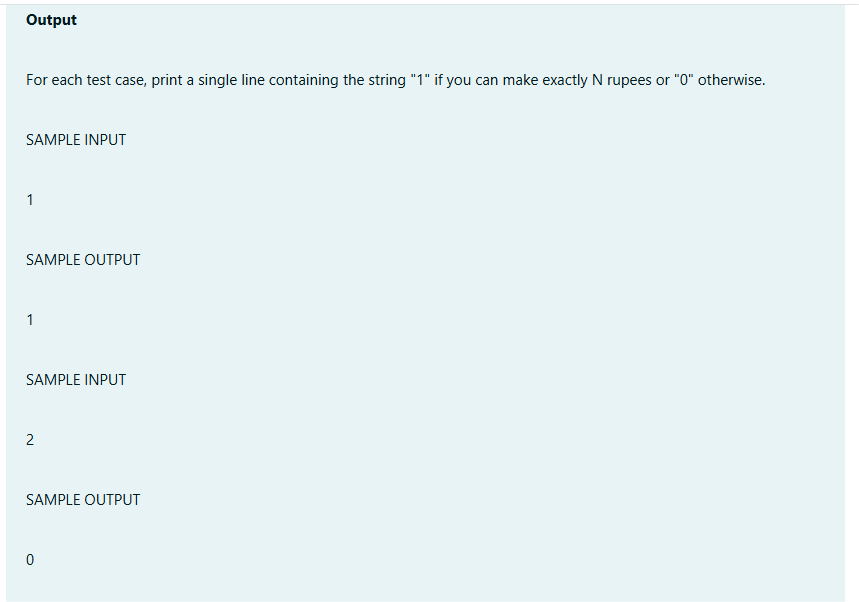 Output
For each test case, print a single line containing the string "1" if you can make exactly N rupees or "0" otherwise.
SAMPLE INPUT
1
SAMPLE OUTPUT
1
SAMPLE INPUT
2
SAMPLE OUTPUT
0